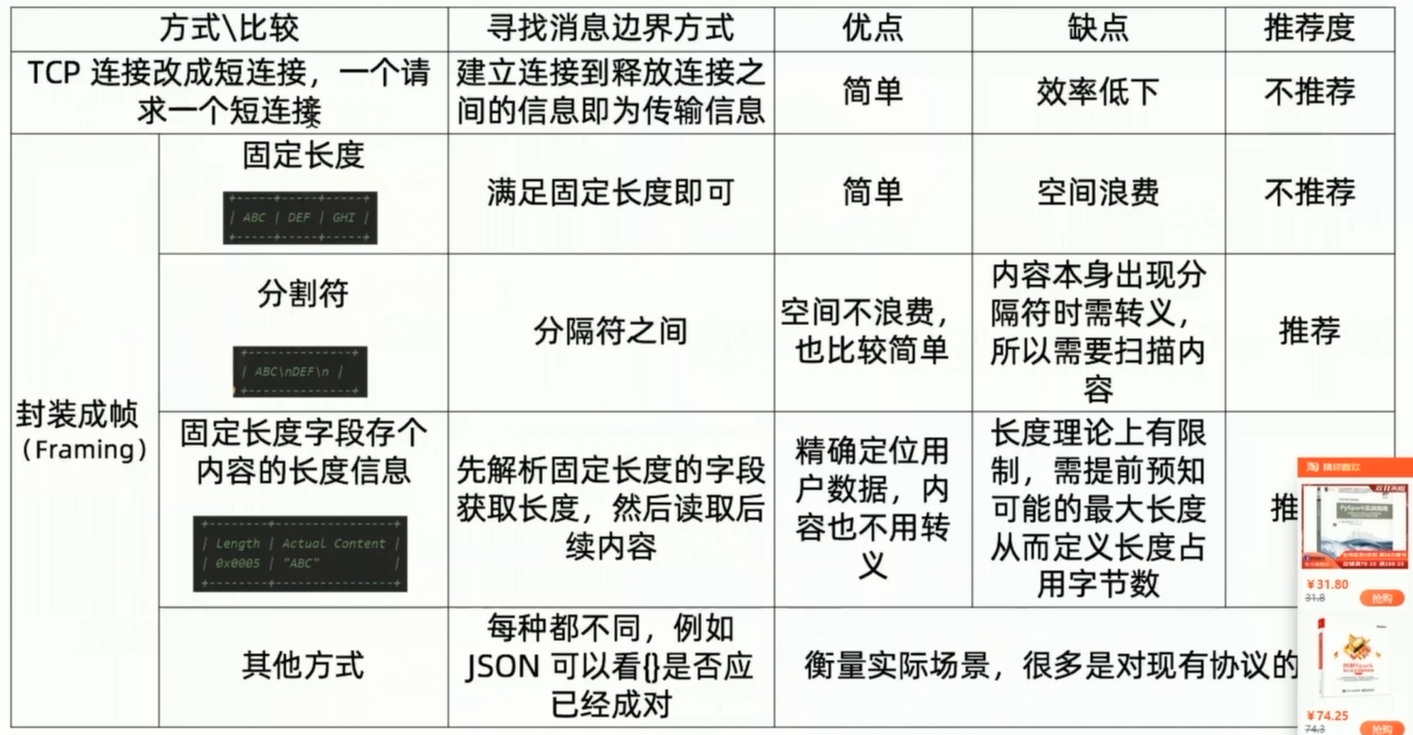 方式\比较
寻找消息边界方式
优点
缺点
推荐度
TCP 连接改成短连接，一个请
求一个短连接
建立连接到释放连接之
间的信息即为传输信息
简单
效率低下
不推荐
封装成帧
（Framing）
固定长度
| ABC | DEF | GHI |
满足固定长度即可
简单
空间浪费
不推荐
分割符
| ABC\nDEF\n |
分隔符之间
空间不浪费，
也比较简单
内容本身出现分
隔符时需转义，
所以需要扫描内
容
推荐
固定长度字段存个
内容的长度信息
| Length | Actual Content |
| 0x0005 | "ABC" |
先解析固定长度的字段
获取长度，然后读取后
续内容
精确定位用
户数据，内
容也不用转
义
长度理论上有限
制，需提前预知
可能的最大长度
从而定义长度占
用字节数
推
其他方式
每种都不同，例如
JSON 可以看{}是否应
已经成对
衡量实际场景，很多是对现有协议的
淘 猜你喜欢
PySpark实战指南
¥31.80
31.8
抢购
¥74.25
74.3
抢购